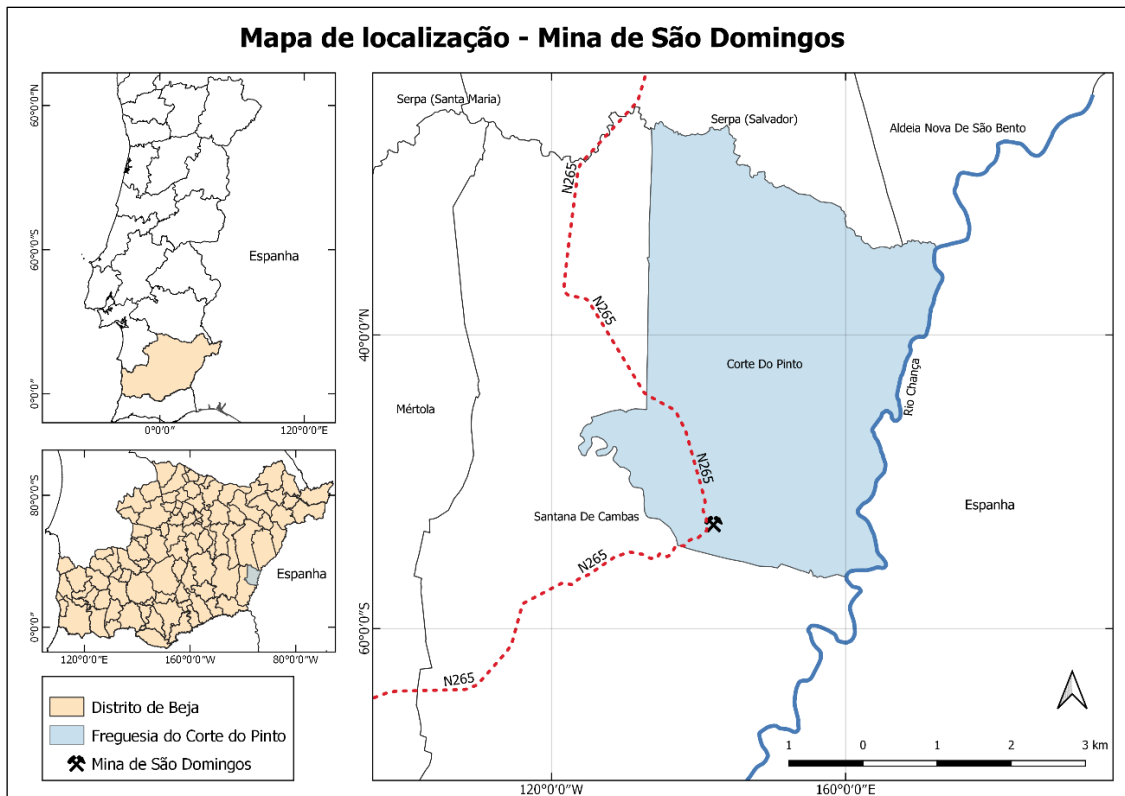 Mapa de localização - Mina de São Domingos
60°0'0"N
60°0'0"S
0°0'0"
Espanha
0°0'0"
120°0'0"E
80°0'0"S
0°0'0"
Espanha
120°0'0"E
160°0'0"W
80°0'0"W
Distrito de Beja
Freguesia do Corte do Pinto
Mina de São Domingos
Serpa (Santa Maria)
Serpa (Salvador)
Aldeia Nova De São Bento
N265
N265
40°0'0"N
Corte Do Pinto
Rio Chança
Mértola
N265
Santana De Cambas
Espanha
N265
60°0'0"S
N265
1 0 1 2 3 km
120°0'0"W
160°0'0"E